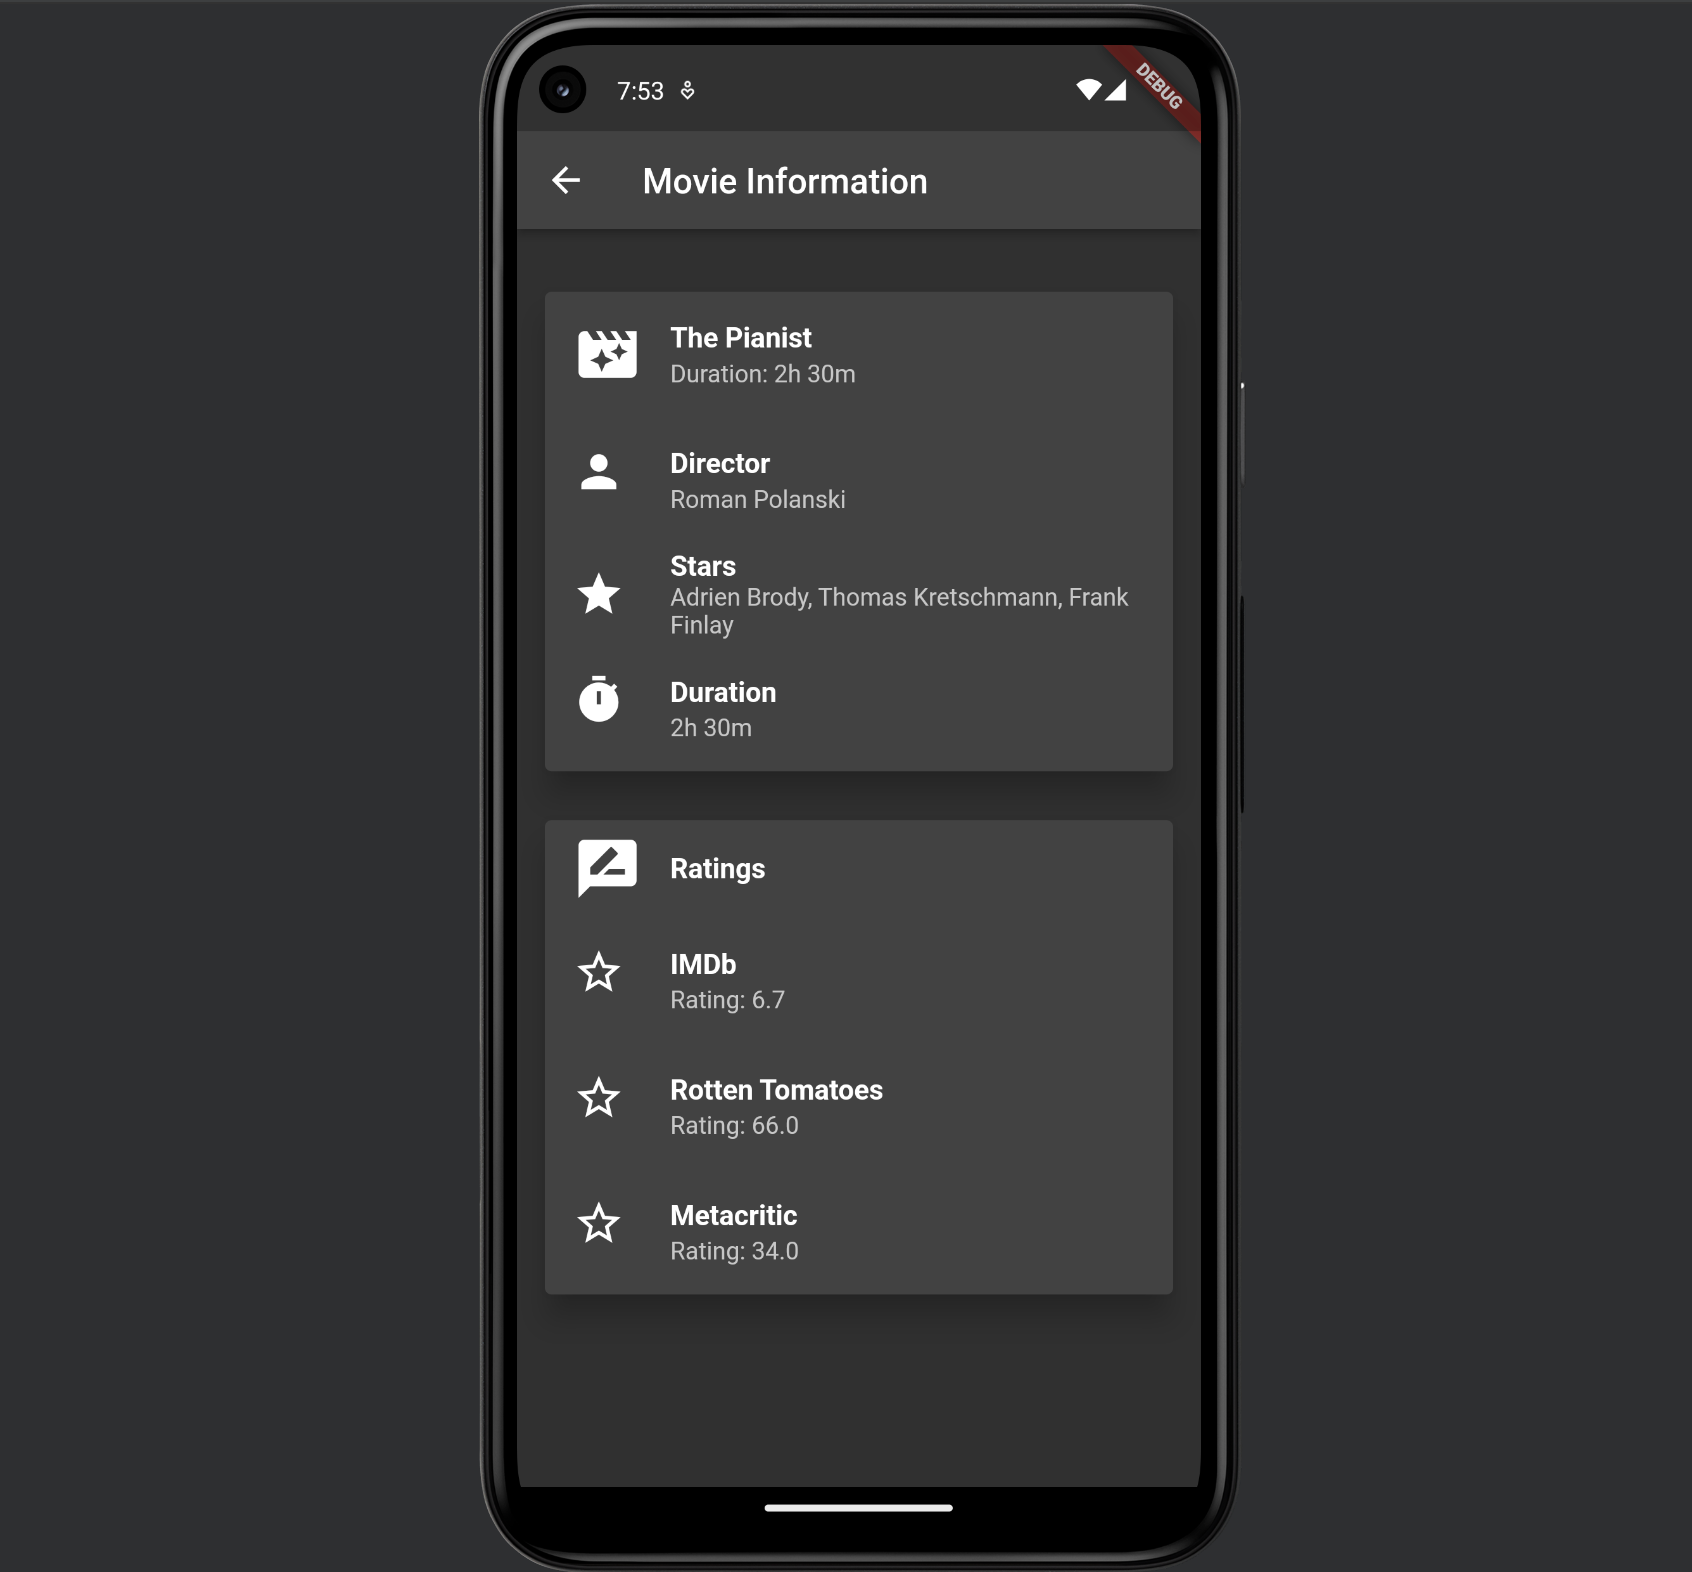 7:53
DEBUG
Movie Information
The Pianist
Duration: 2h 30m
Director
Roman Polanski
Stars
Adrien Brody, Thomas Kretschmann, Frank
Finlay
Duration
2h 30m
Ratings
IMDb
Rating: 6.7
Rotten Tomatoes
Rating: 66.0
Metacritic
Rating: 34.0